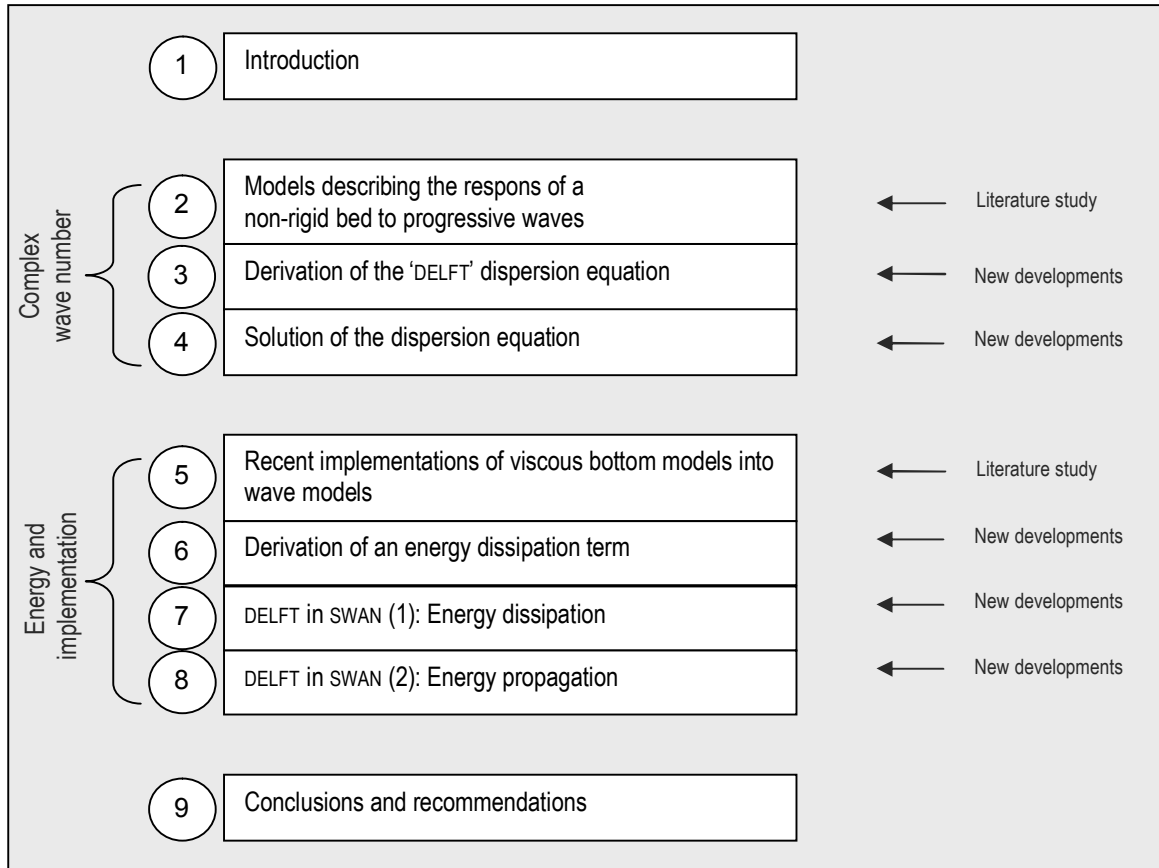 1
Introduction
Complex
wave number
2
Models describing the respons of a
non-rigid bed to progressive waves
Literature study
3
Derivation of the ‘DELFT’ dispersion equation
New developments
4
Solution of the dispersion equation
New developments
Energy and
implementation
5
Recent implementations of viscous bottom models into
wave models
Literature study
6
Derivation of an energy dissipation term
New developments
7
DELFT in SWAN (1): Energy dissipation
New developments
8
DELFT in SWAN (2): Energy propagation
New developments
9
Conclusions and recommendations